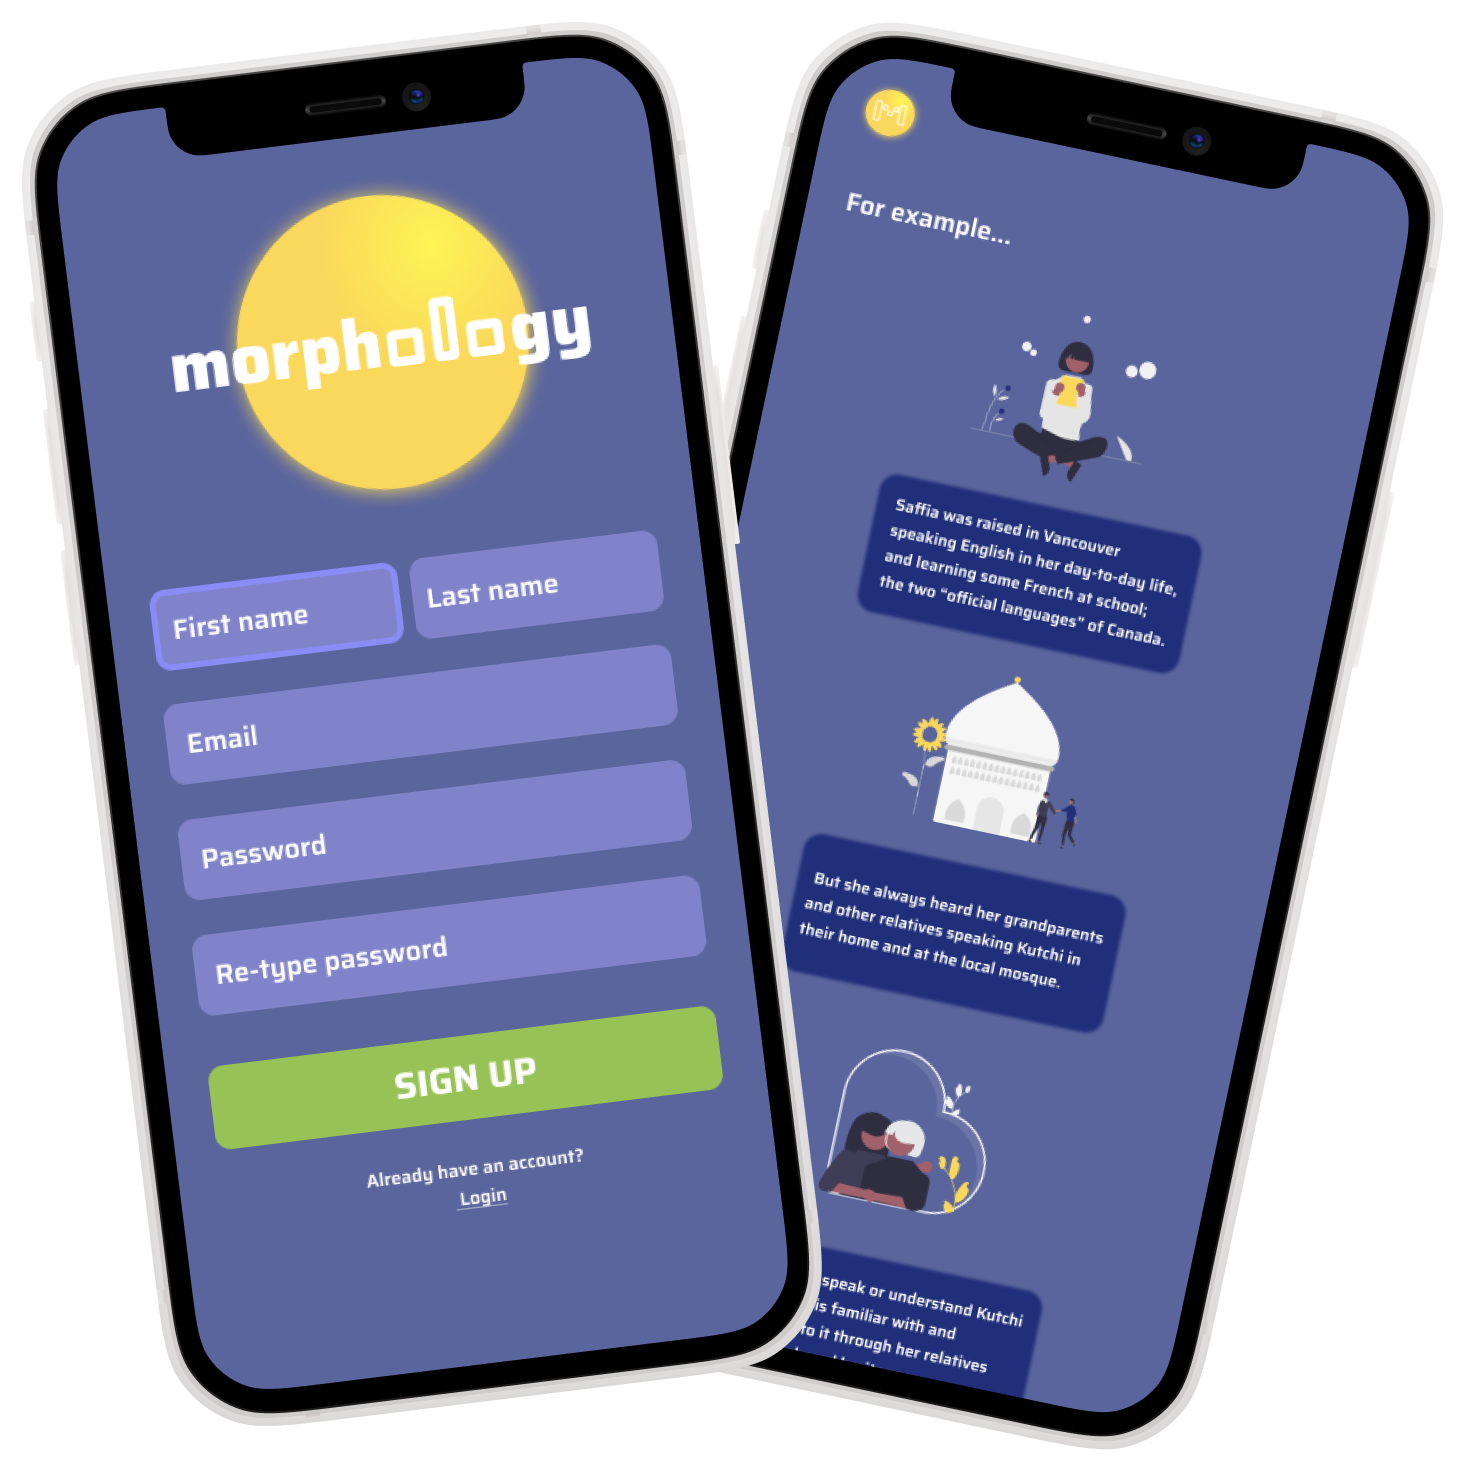 morphology
First name
Last name
Email
Password
Re-type password
SIGN UP
Already have an account?
Login
M
For example...
Saffia was raised in Vancouver
speaking English in her day-to-day life,
and learning some French at school;
the two “official languages” of Canada.
But she always heard her grandparents
and other relatives speaking Kutchi in
their home and at the local mosque.
speak or understand Kutchi
is familiar with and
to it through her relatives